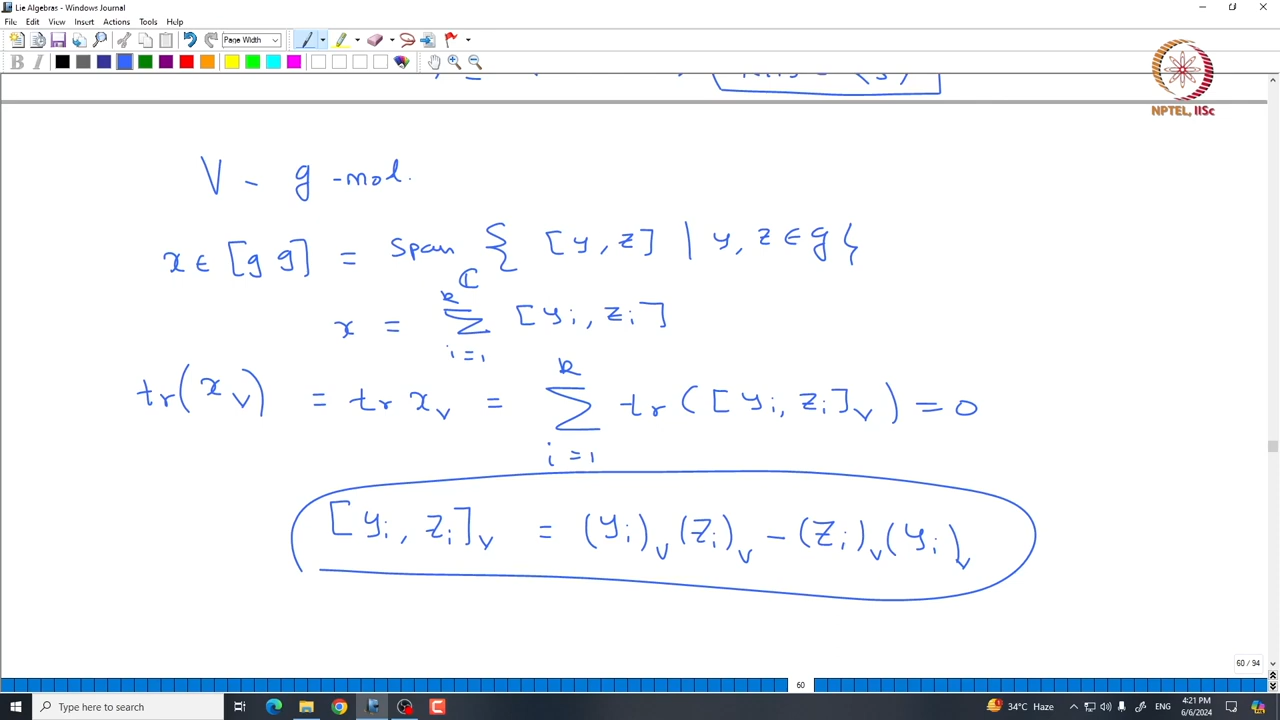 Lie Algebras - Windows Journal
File Edit View Insert Actions Tools Help
Page Width
B I
NPTEL, IISc
V - g -mod.
x ∈ [g g] = Span_ℂ { [y, z] | y, z ∈ g }
x = Σ_{i=1}^{k} [y_i, z_i]
tr(x_V) = tr x_V = Σ_{i=1}^{k} tr([y_i, z_i]_V) = 0
[y_i, z_i]_V = (y_i)_V (z_i)_V - (z_i)_V (y_i)_V
60 / 94
60
Type here to search
34°C Haze
ENG
4:21 PM
6/6/2024